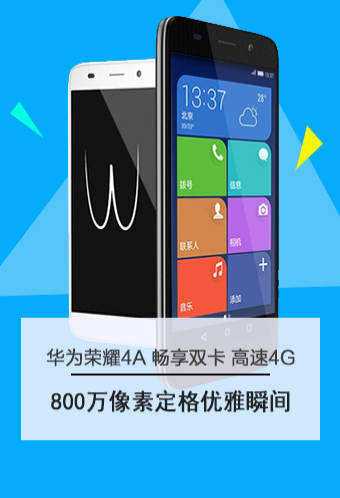 13:37
28°
北京
33/23°
拨号
信息
联系人
相机
音乐
添加
华为荣耀4A 畅享双卡 高速4G
800万像素定格优雅瞬间